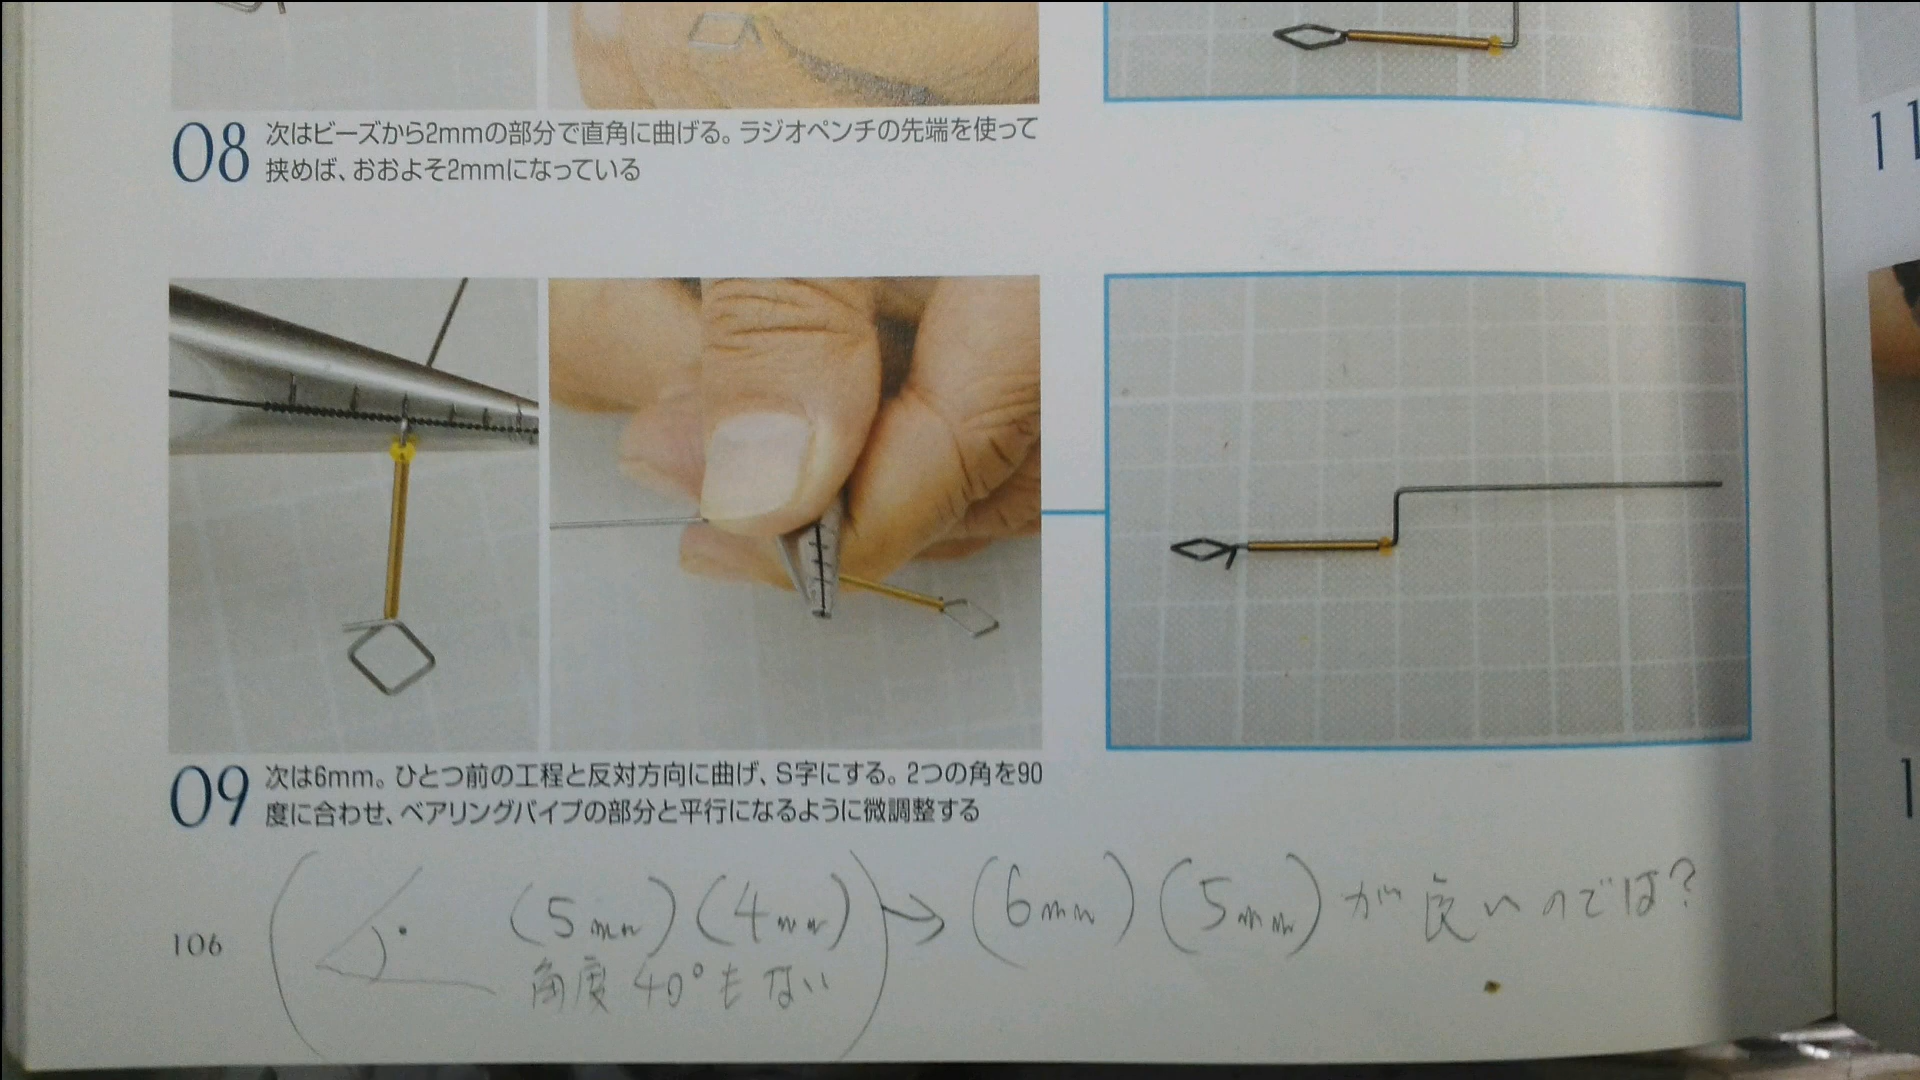 08
次はビーズから2mmの部分で直角に曲げる。ラジオペンチの先端を使って
挟めば、おおよそ2mmになっている
09
次は6mm。ひとつ前の工程と反対方向に曲げ、S字にする。2つの角を90
度に合わせ、ベアリングパイプの部分と平行になるように微調整する
(5mm)(4mm)→(6mm)(5mm)が良いのでは?
角度40°もない
106
11
1